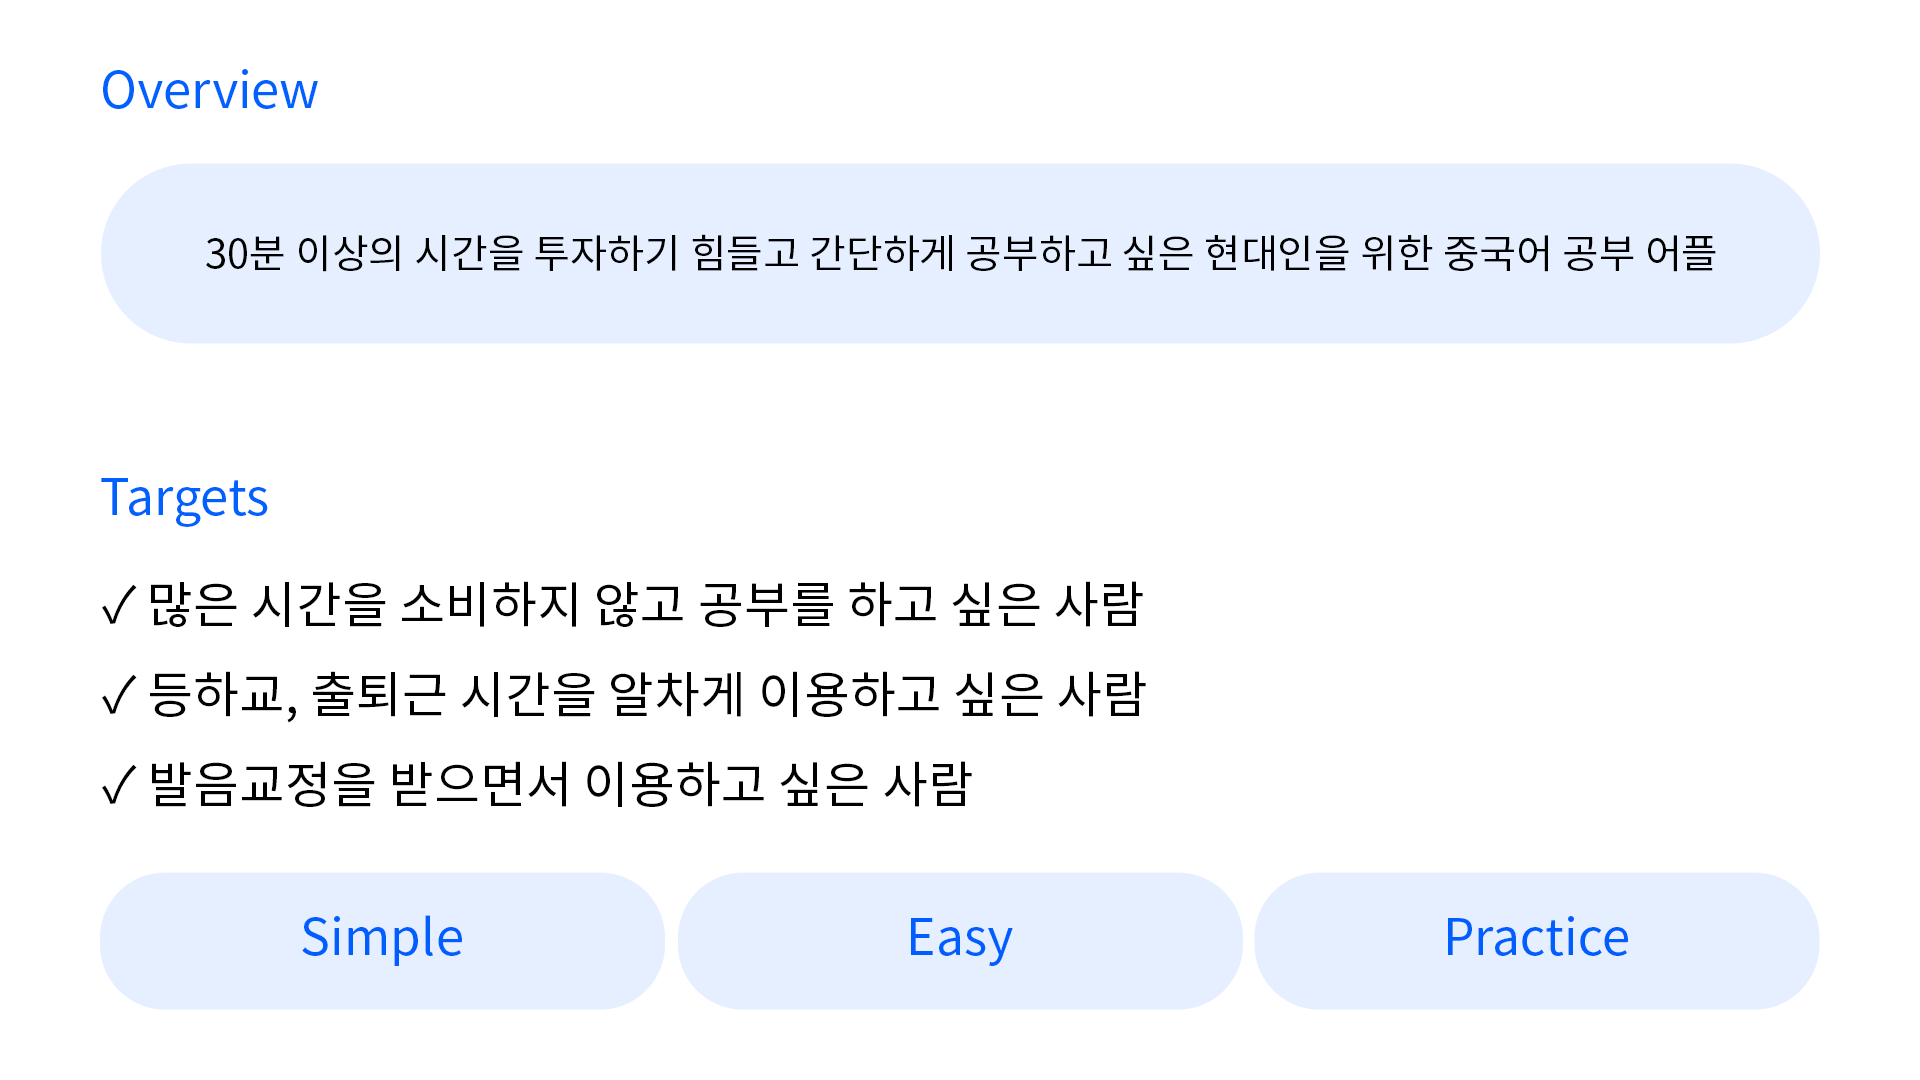 Overview
30분 이상의 시간을 투자하기 힘들고 간단하게 공부하고 싶은 현대인을 위한 중국어 공부 어플
Targets
✓ 많은 시간을 소비하지 않고 공부를 하고 싶은 사람
✓ 등하교, 출퇴근 시간을 알차게 이용하고 싶은 사람
✓ 발음교정을 받으면서 이용하고 싶은 사람
Simple
Easy
Practice